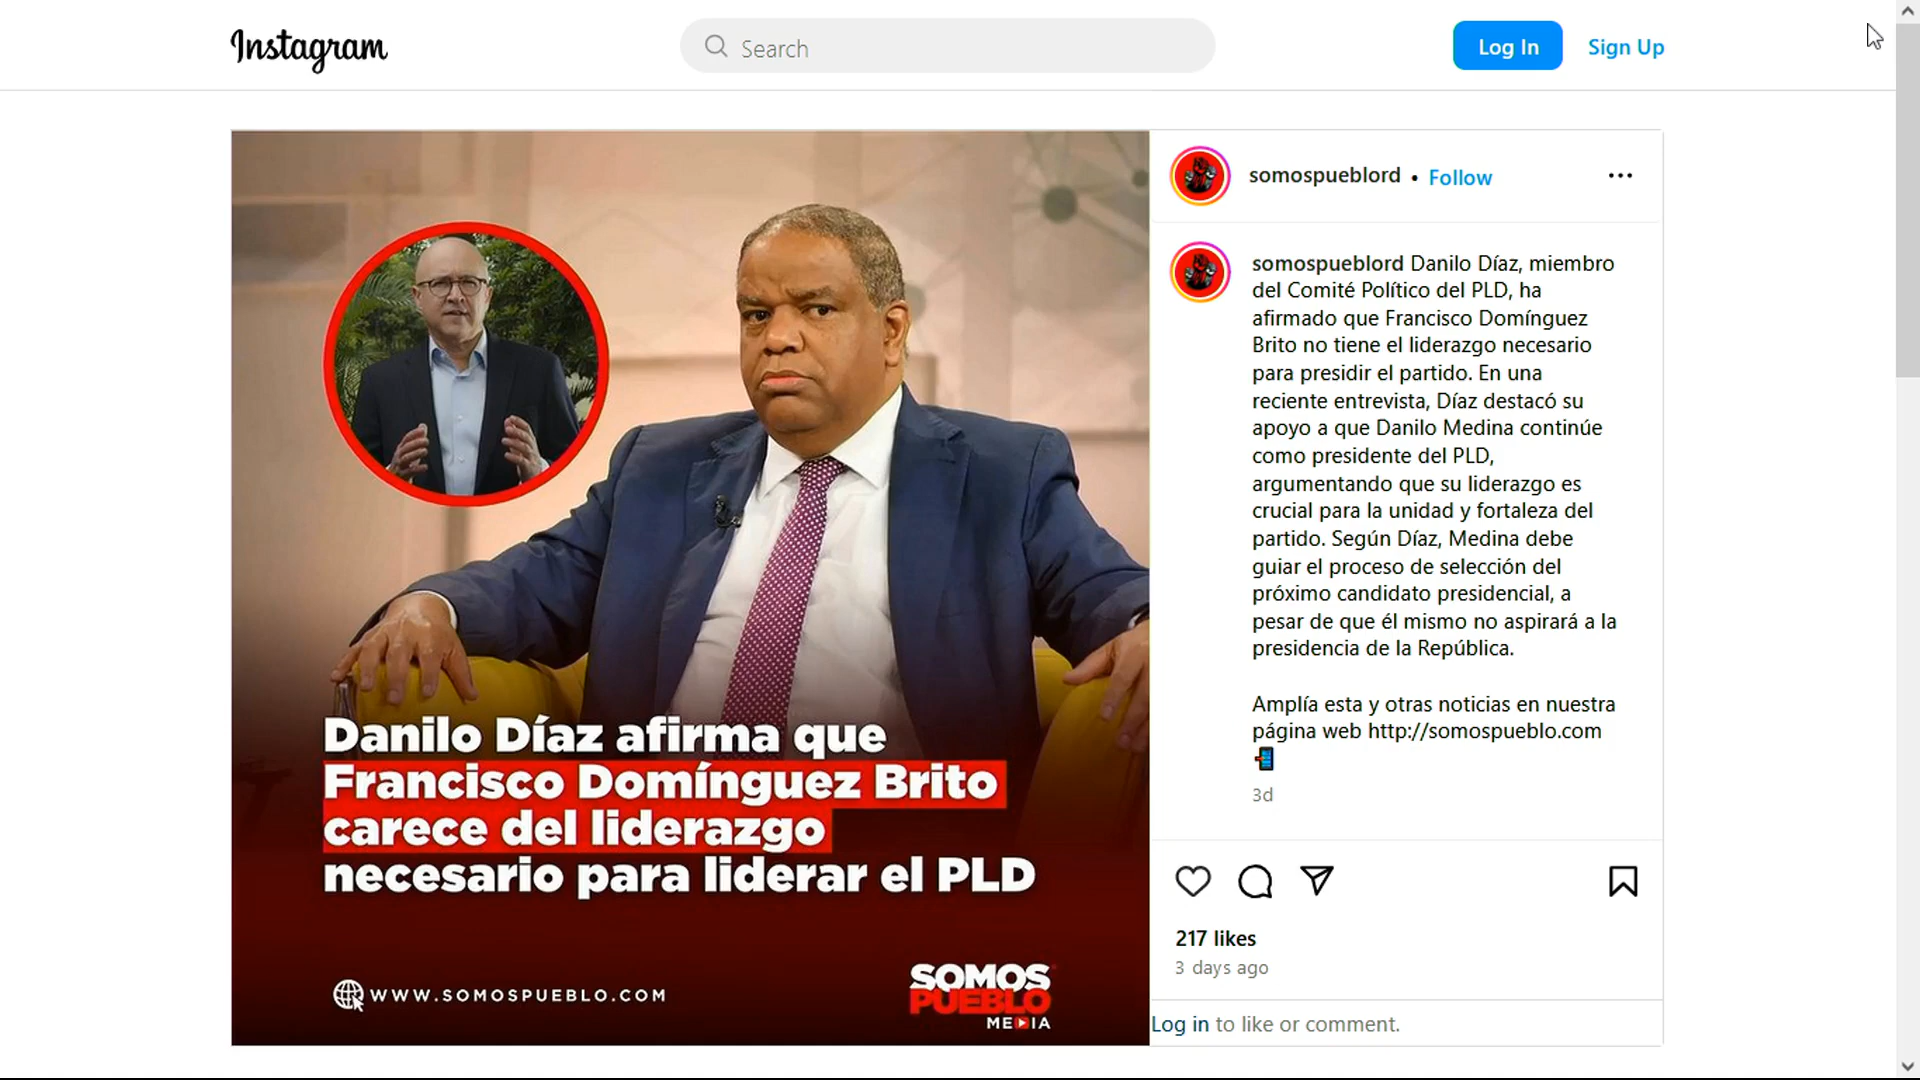 Instagram
Search
Log In
Sign Up
Danilo Díaz afirma que
Francisco Domínguez Brito
carece del liderazgo
necesario para liderar el PLD
WWW.SOMOSPUEBLO.COM
SOMOS
PUEBLO
MEDIA
somospueblord • Follow
somospueblord Danilo Díaz, miembro
del Comité Político del PLD, ha
afirmado que Francisco Domínguez
Brito no tiene el liderazgo necesario
para presidir el partido. En una
reciente entrevista, Díaz destacó su
apoyo a que Danilo Medina continúe
como presidente del PLD,
argumentando que su liderazgo es
crucial para la unidad y fortaleza del
partido. Según Díaz, Medina debe
guiar el proceso de selección del
próximo candidato presidencial, a
pesar de que él mismo no aspirará a la
presidencia de la República.
Amplía esta y otras noticias en nuestra
página web http://somospueblo.com
📲
3d
217 likes
3 days ago
Log in to like or comment.